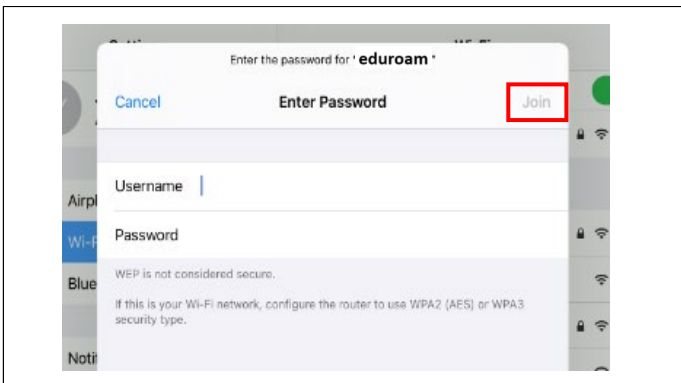 Enter the password for ' eduroam '
Cancel Enter Password Join
Username
Airpl
Password
Wi-F
WEP is not considered secure.
Blue
If this is your Wi-Fi network, configure the router to use WPA2 (AES) or WPA3
security type.
Notif